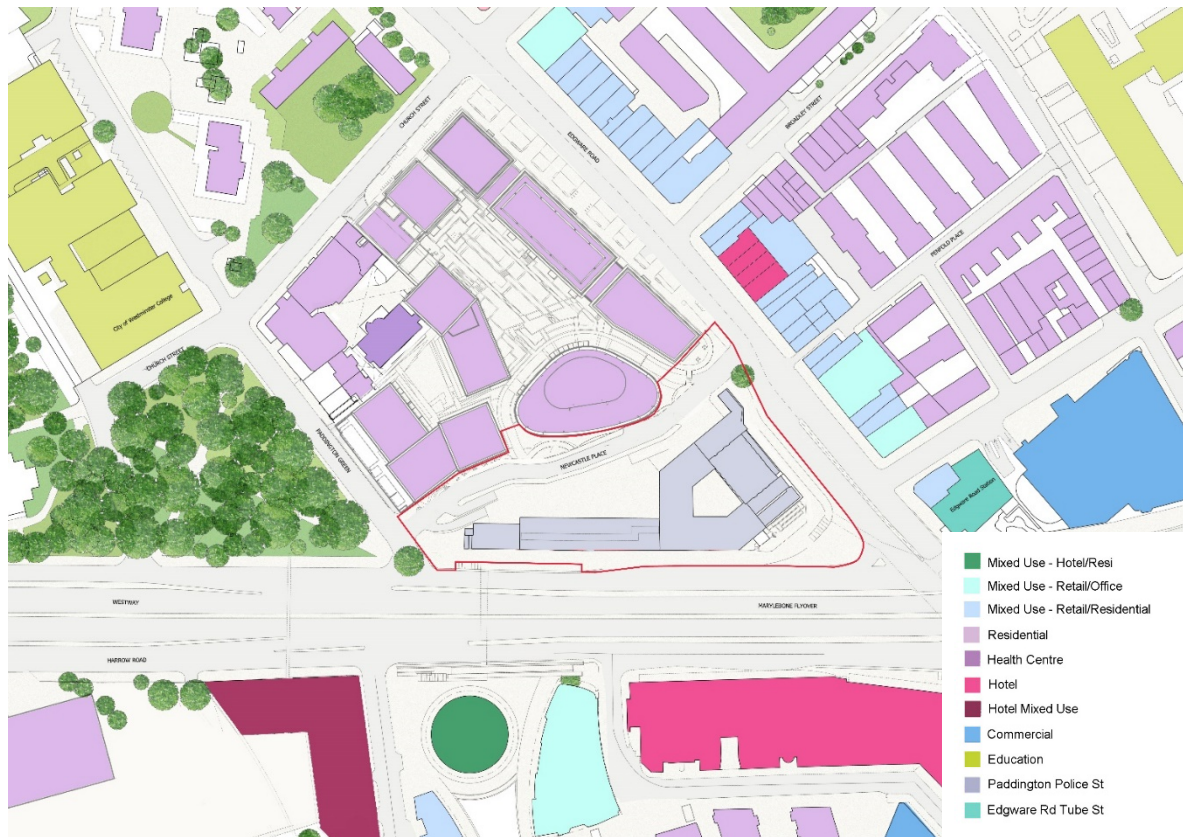 CHURCH STREET
EDGWARE ROAD
BROADLEY STREET
PENFOLD PLACE
City of Westminster College
CHURCH STREET
PADDINGTON GREEN
NEWCASTLE PLACE
Edgware Road Station
WESTWAY
MARYLEBONE FLYOVER
HARROW ROAD
Mixed Use - Hotel/Resi
Mixed Use - Retail/Office
Mixed Use - Retail/Residential
Residential
Health Centre
Hotel
Hotel Mixed Use
Commercial
Education
Paddington Police St
Edgware Rd Tube St